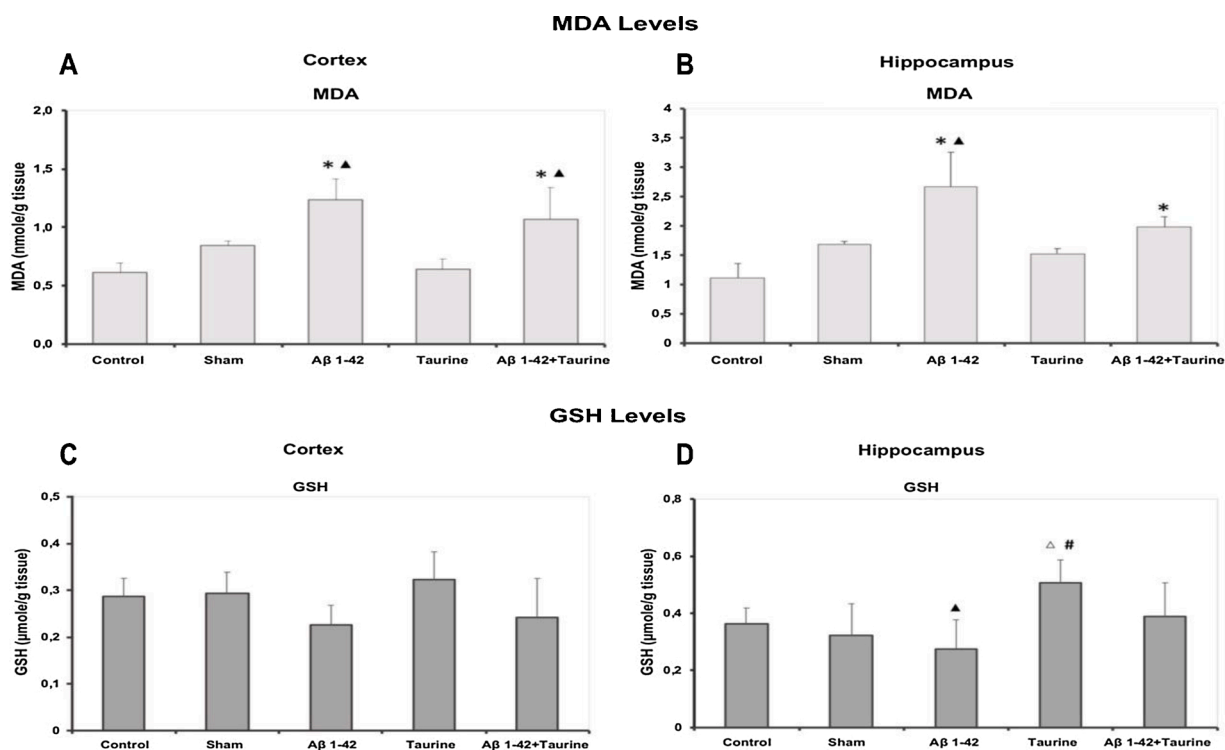 MDA Levels
A
Cortex
MDA
MDA (nmole/g tissue)
2,0
1,5
1,0
0,5
0,0
* ▲
* ▲
Control Sham Aβ 1-42 Taurine Aβ 1-42+Taurine
B
Hippocampus
MDA
MDA (nmole/g tissue)
4
3,5
3
2,5
2
1,5
1
0,5
0
* ▲
*
Control Sham Aβ 1-42 Taurine Aβ 1-42+Taurine
GSH Levels
C
Cortex
GSH
GSH (µmole/g tissue)
0,5
0,4
0,3
0,2
0,1
0
Control Sham Aβ 1-42 Taurine Aβ 1-42+Taurine
D
Hippocampus
GSH
GSH (µmole/g tissue)
0,8
0,6
0,4
0,2
0
▲
△ #
Control Sham Aβ 1-42 Taurine Aβ 1-42+Taurine